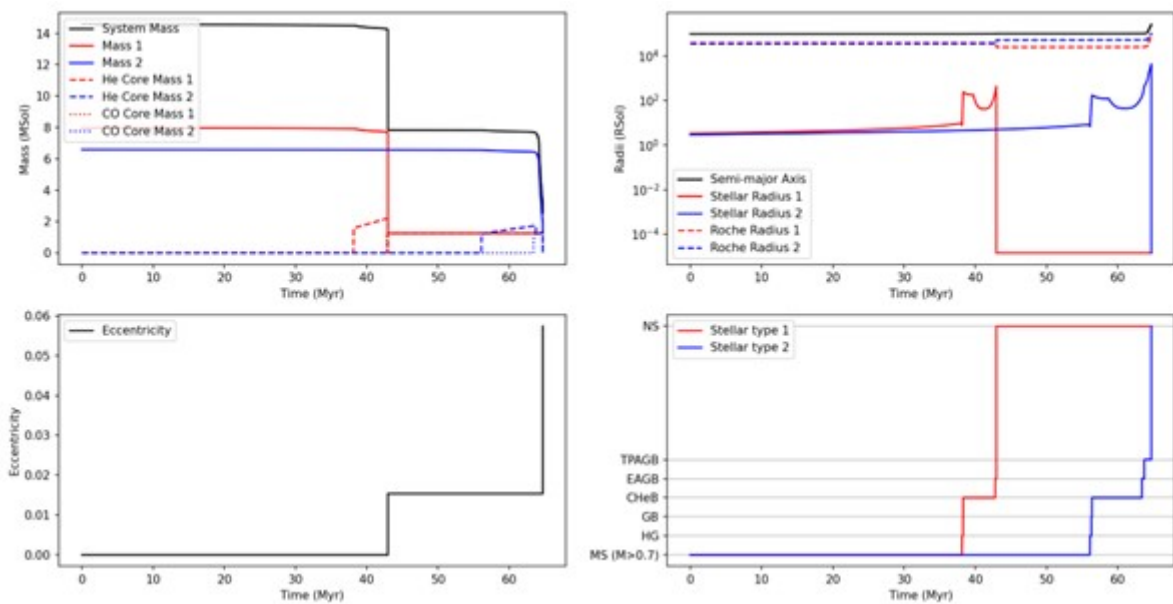 14
12
10
8
6
4
2
0
Mass (MSol)
System Mass
Mass 1
Mass 2
He Core Mass 1
He Core Mass 2
CO Core Mass 1
CO Core Mass 2
0 10 20 30 40 50 60
Time (Myr)
10⁴
10²
10⁰
10⁻²
10⁻⁴
Radii (RSol)
Semi-major Axis
Stellar Radius 1
Stellar Radius 2
Roche Radius 1
Roche Radius 2
0 10 20 30 40 50 60
Time (Myr)
0.06
0.05
0.04
0.03
0.02
0.01
0.00
Eccentricity
Eccentricity
0 10 20 30 40 50 60
Time (Myr)
NS
TPAGB
EAGB
CHeB
GB
HG
MS (M>0.7)
Stellar type 1
Stellar type 2
0 10 20 30 40 50 60
Time (Myr)